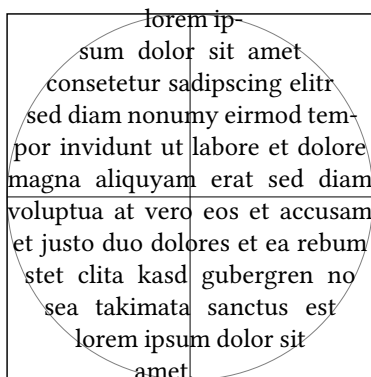 lorem ip-
sum dolor sit amet
consetetur sadipscing elitr
sed diam nonumy eirmod tem-
por invidunt ut labore et dolore
magna aliquyam erat sed diam
voluptua at vero eos et accusam
et justo duo dolores et ea rebum
stet clita kasd gubergren no
sea takimata sanctus est
lorem ipsum dolor sit
amet